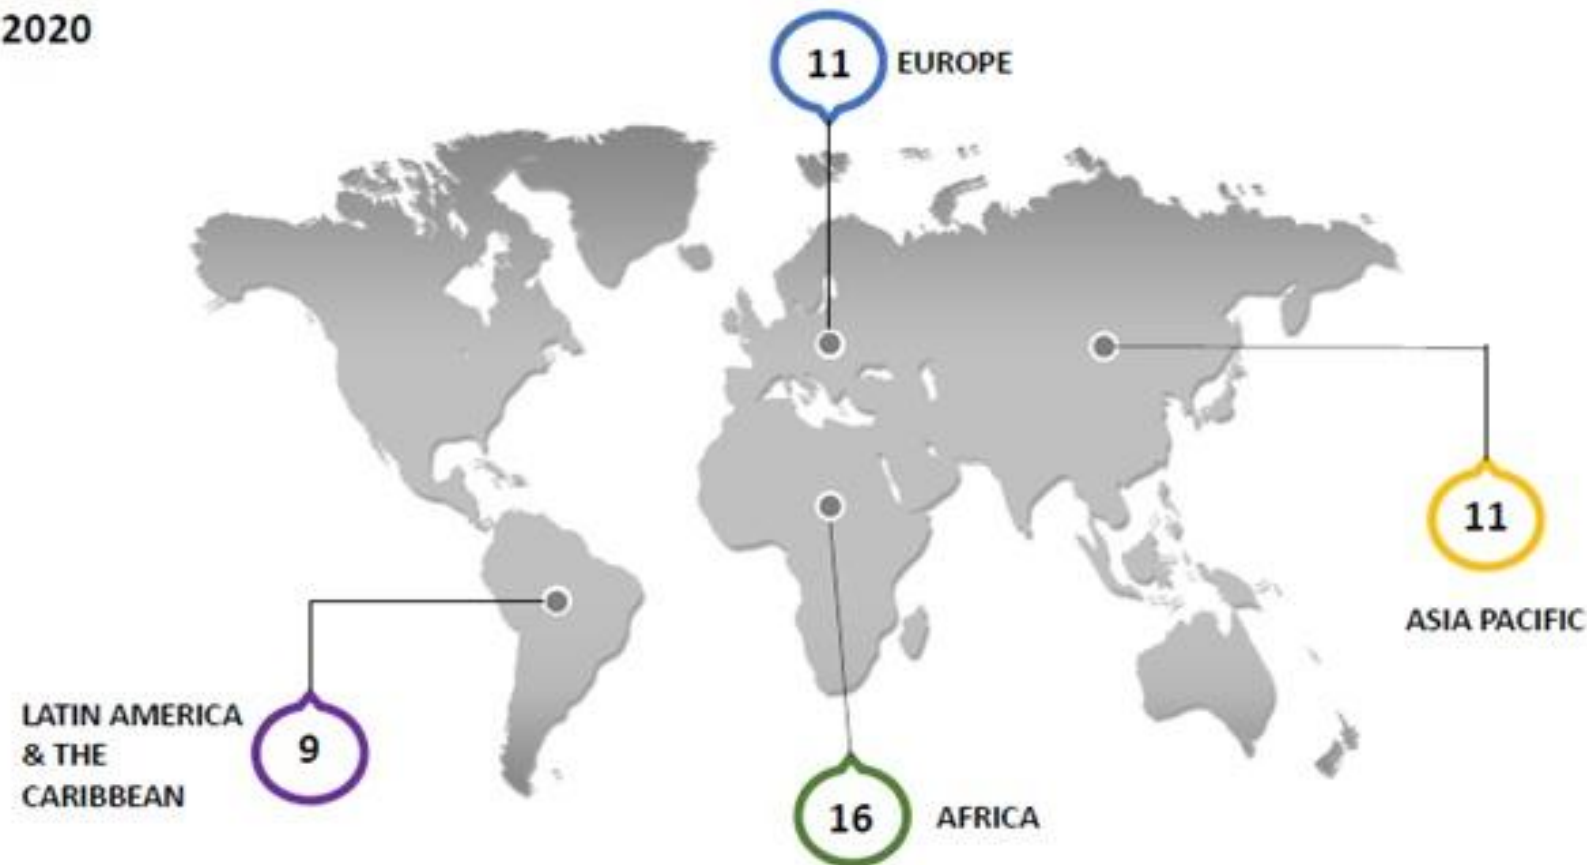 2020
11 EUROPE
11
ASIA PACIFIC
LATIN AMERICA
& THE
CARIBBEAN
9
16 AFRICA